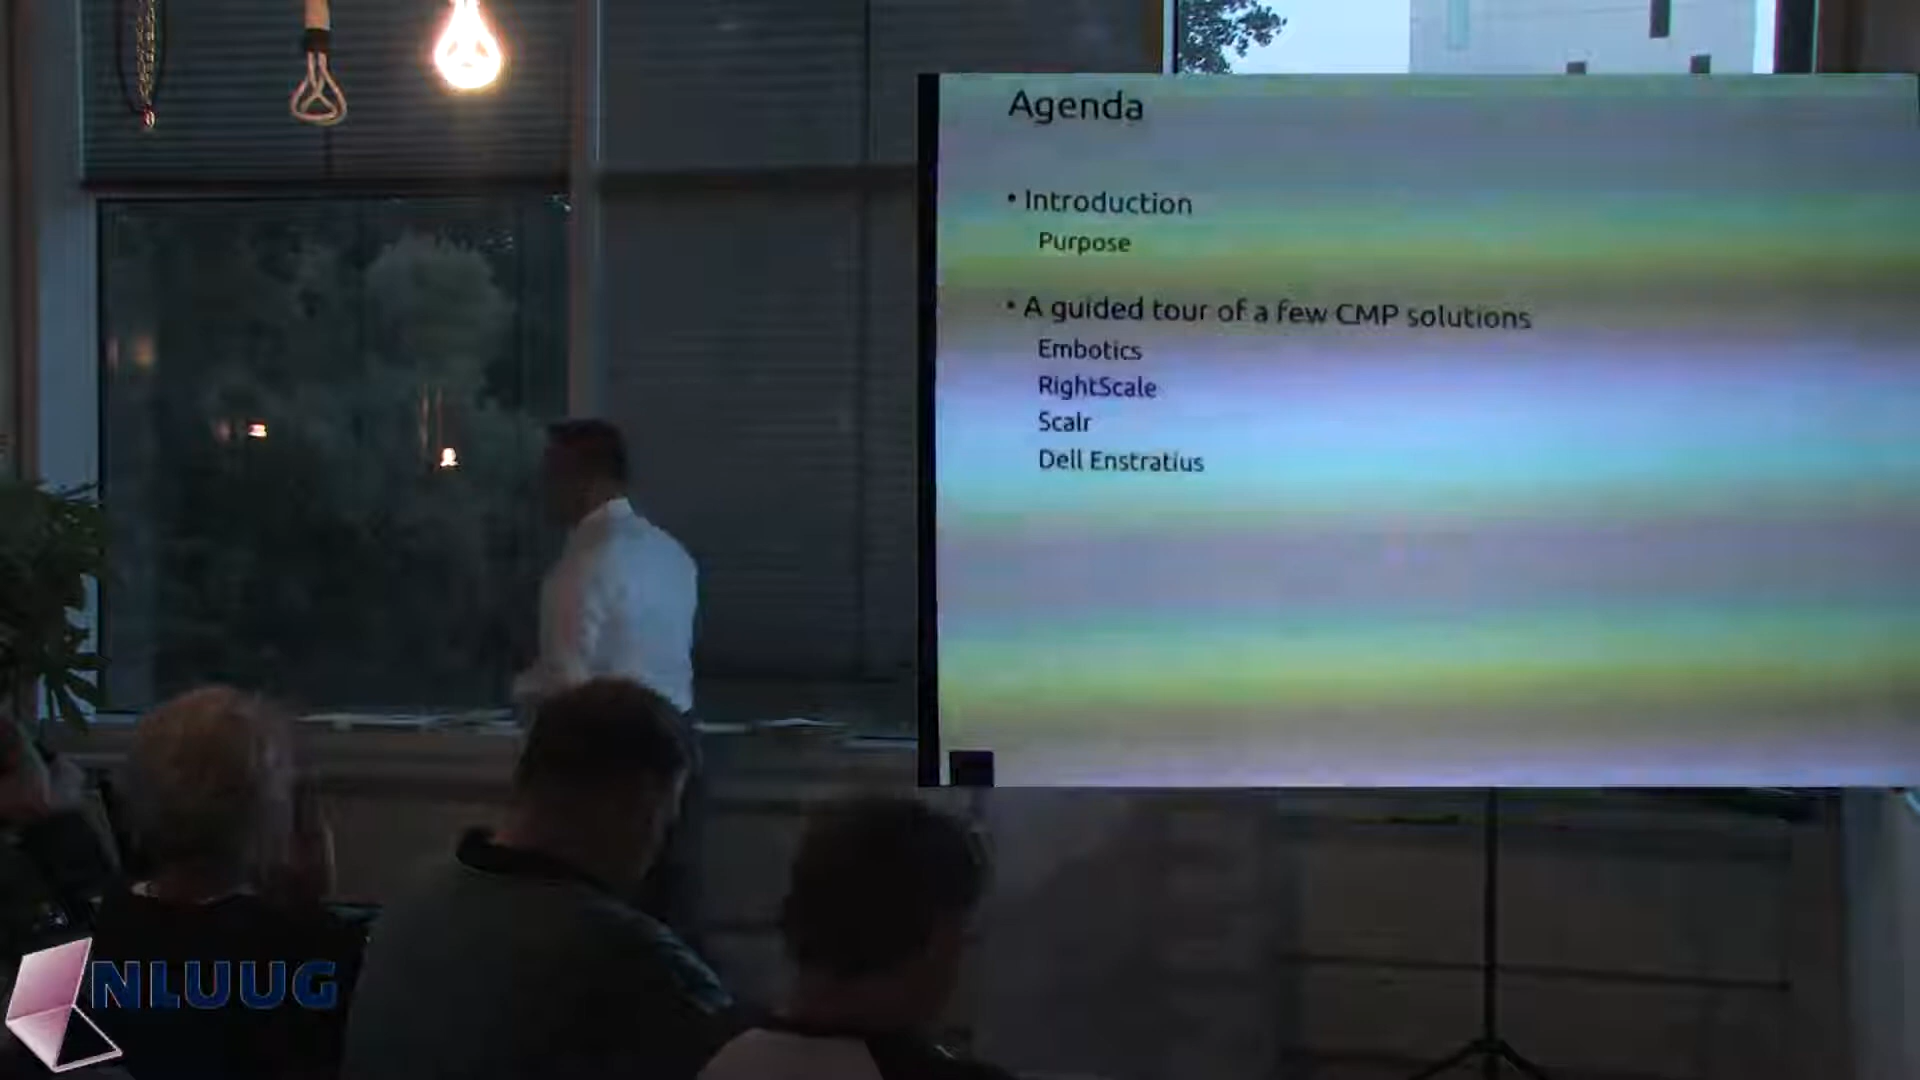 Agenda
• Introduction
Purpose
• A guided tour of a few CMP solutions
Embotics
RightScale
Scalr
Dell Enstratius
NLUUG